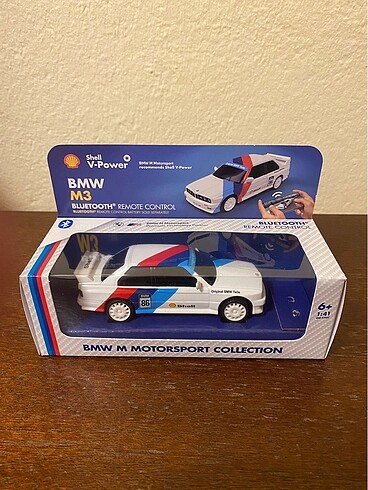 Shell
V-Power
BMW M Motorsport
recommends Shell V-Power
BMW
M3
BLUETOOTH® REMOTE CONTROL
BLUETOOTH® REMOTE CONTROL BATTERY SOLD SEPARATELY
BLUETOOTH®
REMOTE CONTROL
M3
Original BMW Teile
86
Shell
6+
1:41
BMW M MOTORSPORT COLLECTION